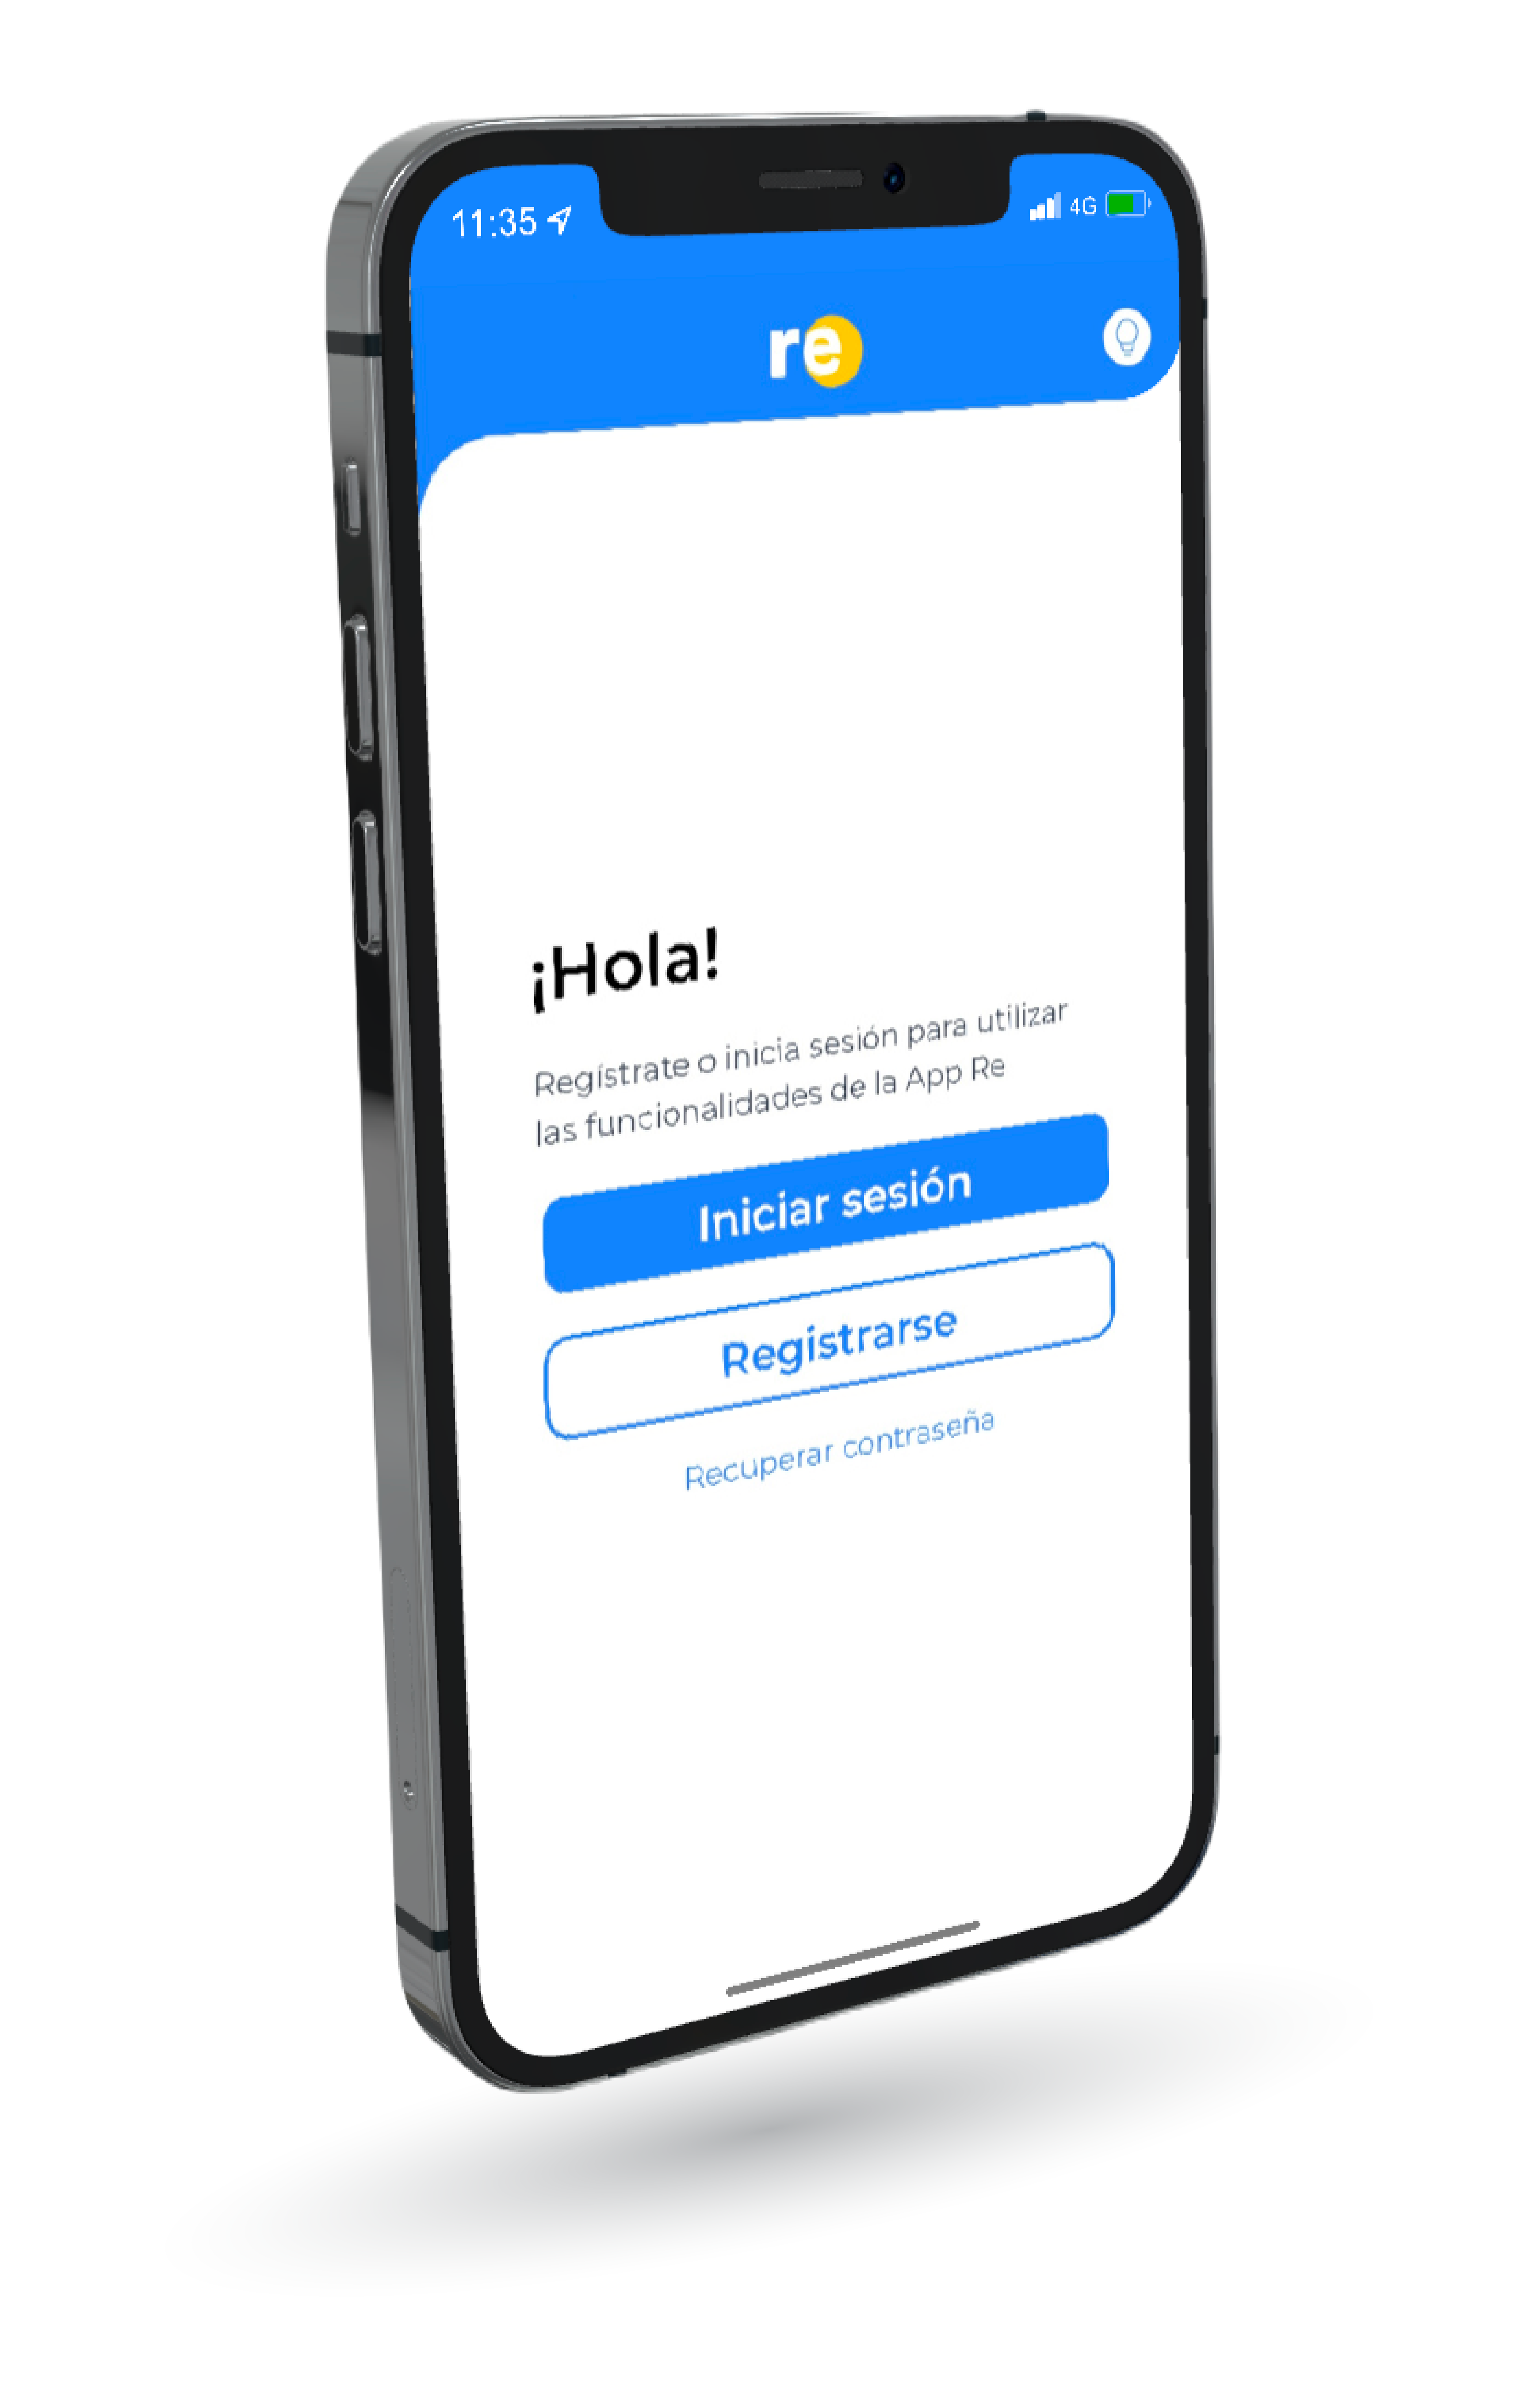 11:35 4G
re
¡Hola!
Regístrate o inicia sesión para utilizar
las funcionalidades de la App Re
Iniciar sesión
Registrarse
Recuperar contraseña